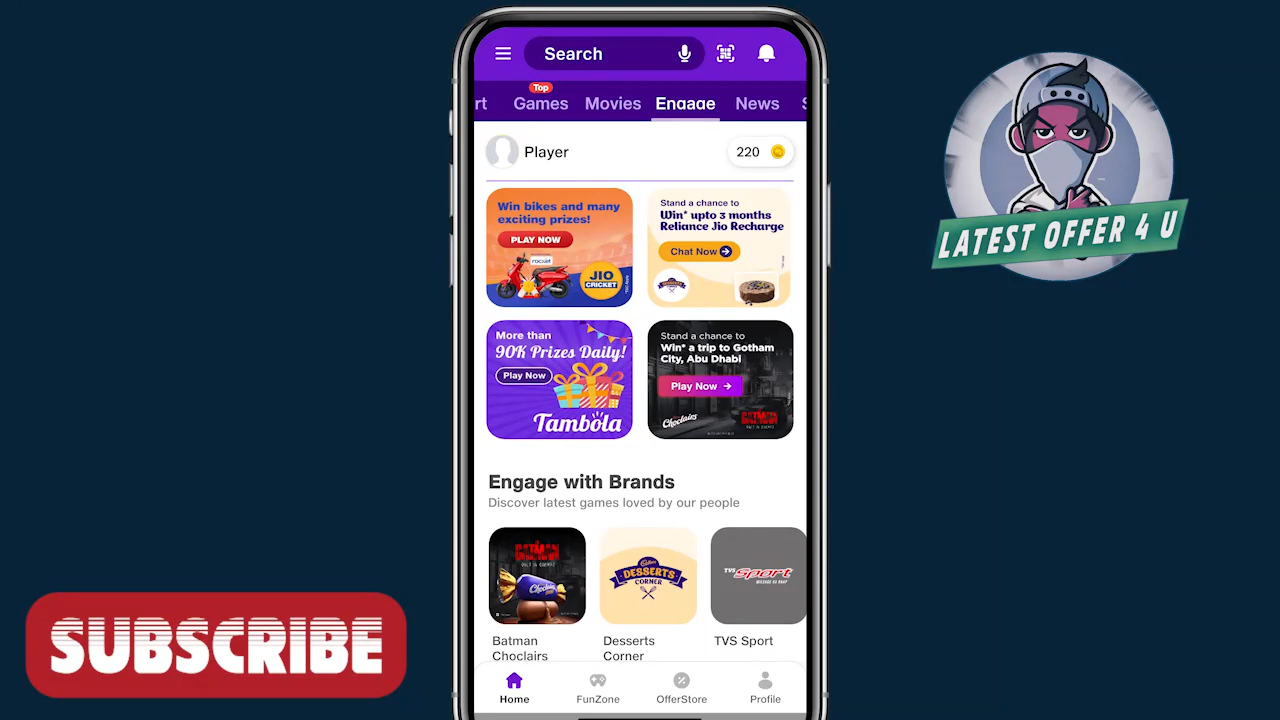 Search
rt
Top
Games
Movies
Engage
News
Player
220
Win bikes and many
exciting prizes!
PLAY NOW
JIO
CRICKET
Stand a chance to
Win* upto 3 months
Reliance Jio Recharge
Chat Now
More than
90K Prizes Daily!
Play Now
Tambola
Stand a chance to
Win* a trip to Gotham
City, Abu Dhabi
Play Now
Choclairs
BATMAN
Engage with Brands
Discover latest games loved by our people
BATMAN
Choclairs
Cadbury
DESSERTS
CORNER
TVS Sport
Batman
Choclairs
Desserts
Corner
TVS Sport
Home
FunZone
OfferStore
Profile
LATEST OFFER 4 U
SUBSCRIBE